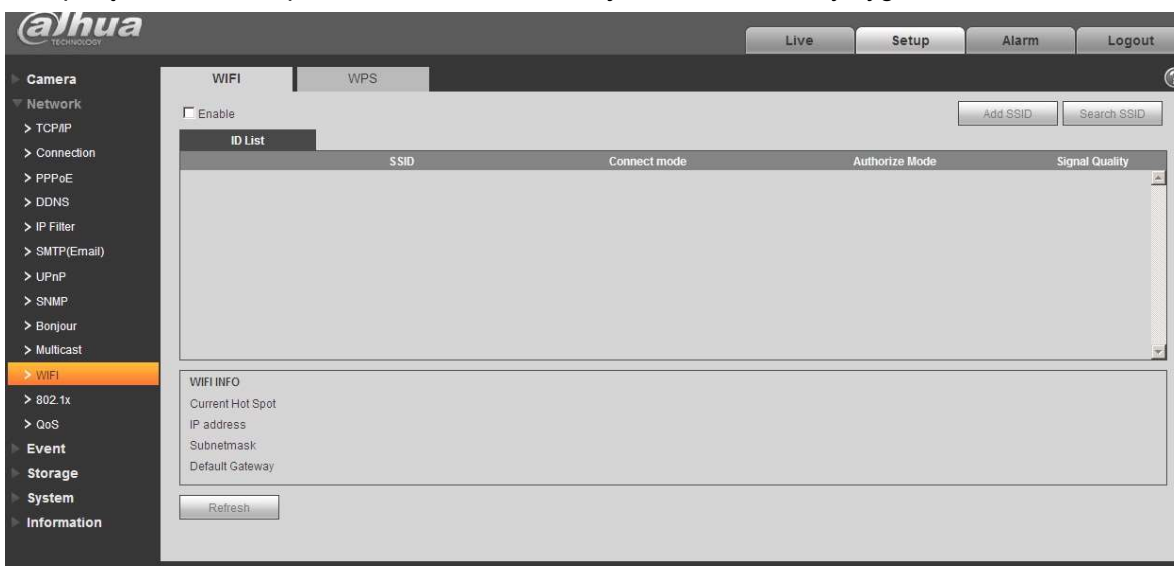 alhua
TECHNOLOGY
Live
Setup
Alarm
Logout
Camera
Network
> TCP/IP
> Connection
> PPPoE
> DDNS
> IP Filter
> SMTP(Email)
> UPnP
> SNMP
> Bonjour
> Multicast
> WIFI
> 802.1x
> QoS
Event
Storage
System
Information
WIFI
WPS
Enable
Add SSID
Search SSID
ID List
SSID
Connect mode
Authorize Mode
Signal Quality
WIFI INFO
Current Hot Spot
IP address
Subnetmask
Default Gateway
Refresh